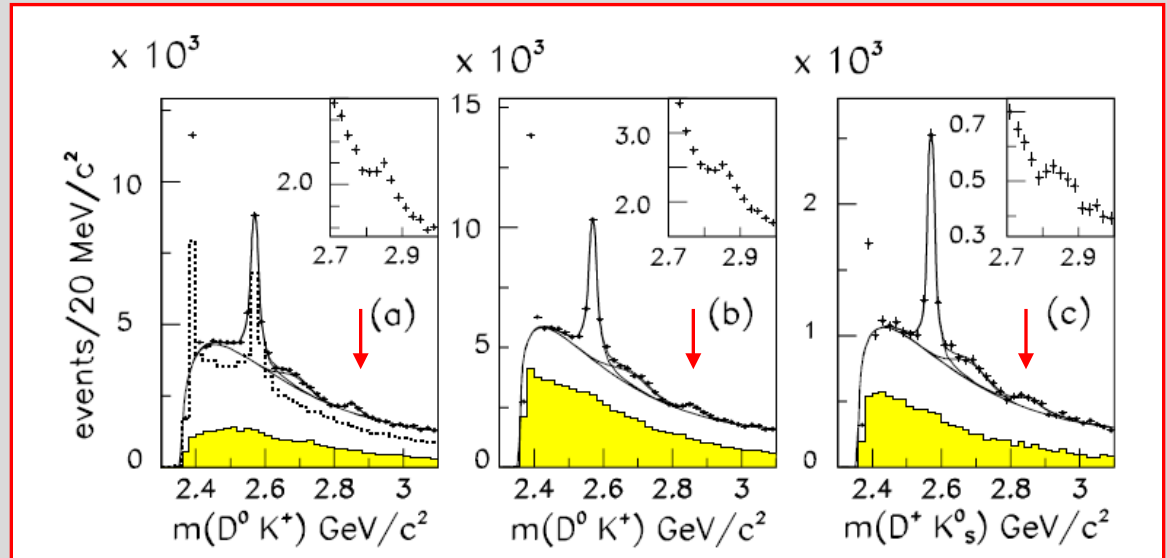 x 10³ x 10³ x 10³
events/20 MeV/c²
10
5
0
2.0
2.7 2.9
(a)
2.4 2.6 2.8 3
m(D⁰ K⁺) GeV/c²
15
10
5
0
3.0
2.0
2.7 2.9
(b)
2.4 2.6 2.8 3
m(D⁰ K⁺) GeV/c²
2
1
0
0.7
0.5
0.3
2.7 2.9
(c)
2.4 2.6 2.8 3
m(D⁺ K⁰ₛ) GeV/c²